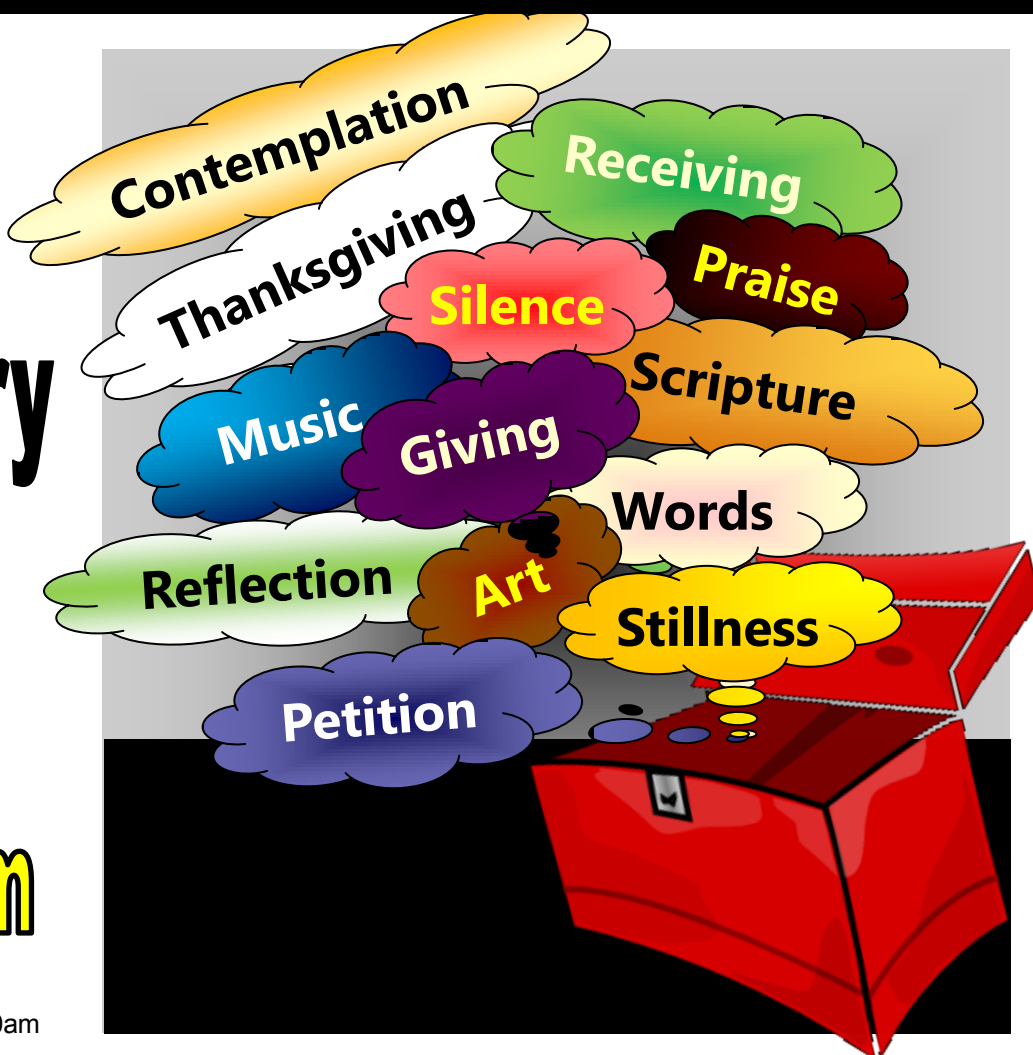 Contemplation
Receiving
Thanksgiving
Praise
Silence
Scripture
Music
Giving
Words
Reflection
Art
Stillness
Petition